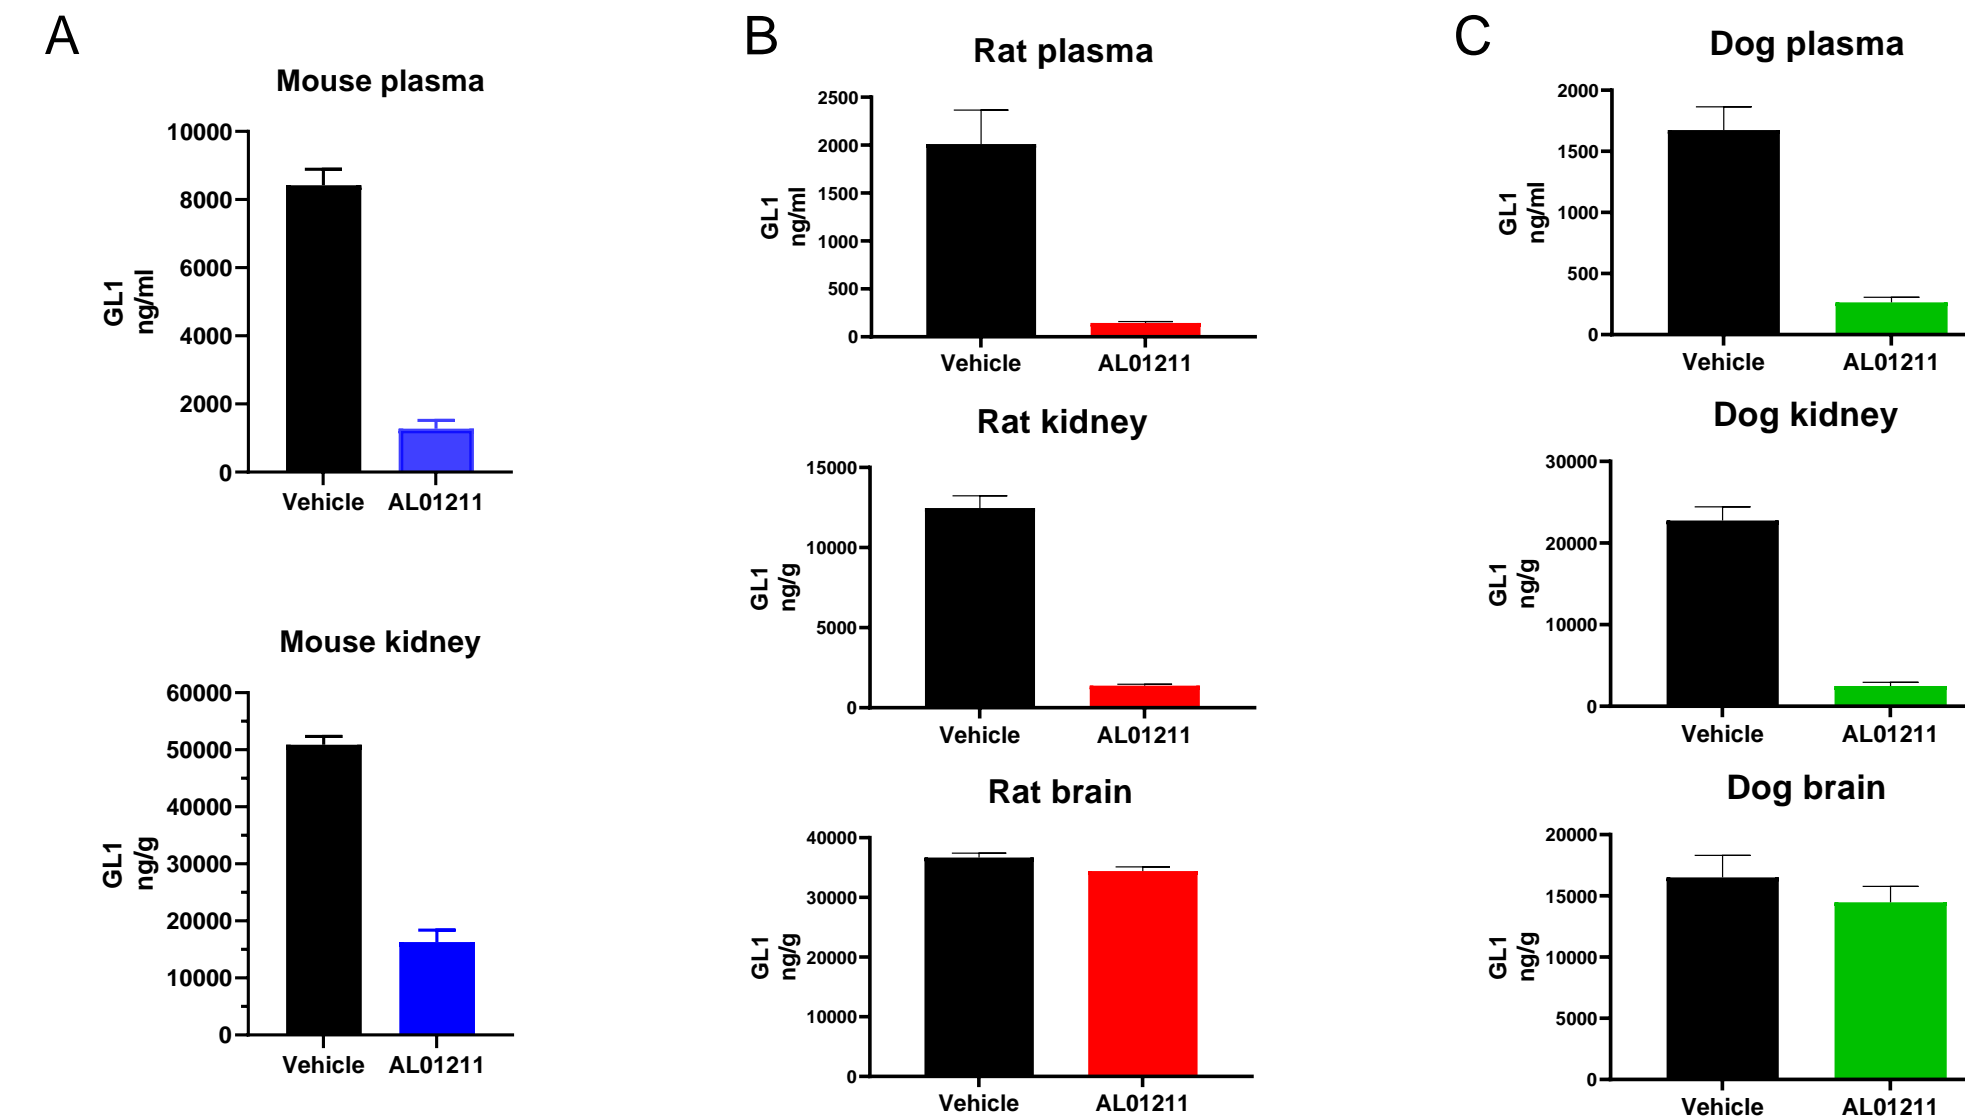 A
Mouse plasma
10000
8000
6000
4000
2000
0
GL1
ng/ml
Vehicle
AL01211
Mouse kidney
60000
50000
40000
30000
20000
10000
0
GL1
ng/g
Vehicle
AL01211
B
Rat plasma
2500
2000
1500
1000
500
0
GL1
ng/ml
Vehicle
AL01211
Rat kidney
15000
10000
5000
0
GL1
ng/g
Vehicle
AL01211
Rat brain
40000
30000
20000
10000
0
GL1
ng/g
Vehicle
AL01211
C
Dog plasma
2000
1500
1000
500
0
GL1
ng/ml
Vehicle
AL01211
Dog kidney
30000
20000
10000
0
GL1
ng/g
Vehicle
AL01211
Dog brain
20000
15000
10000
5000
0
GL1
ng/g
Vehicle
AL01211